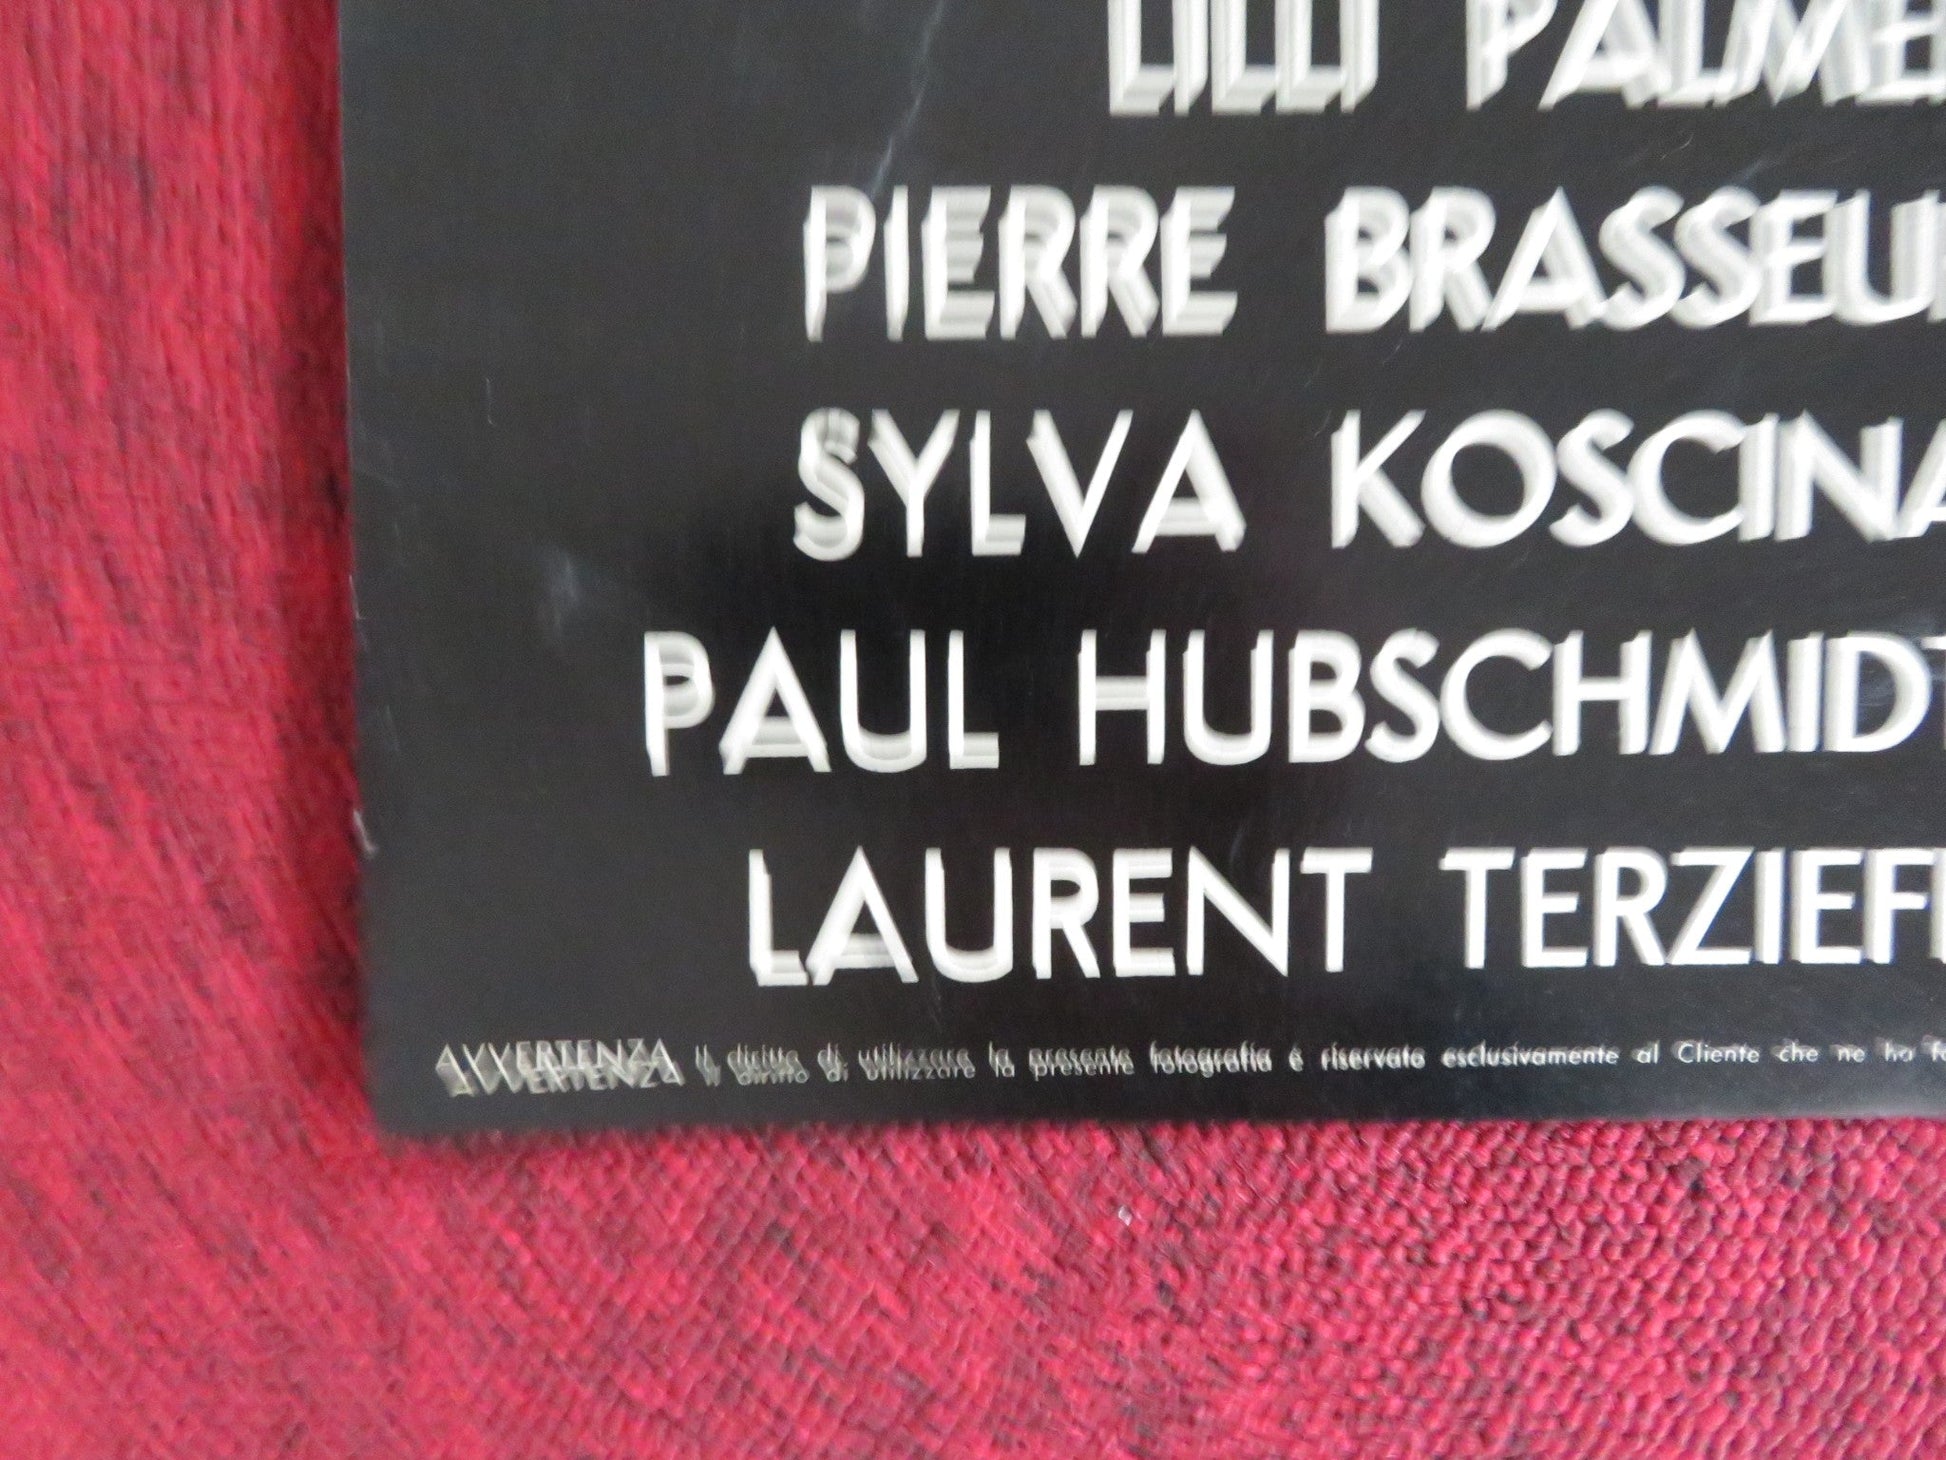 LILLI PALME
PIERRE BRASSEU
SYLVA KOSCINA
PAUL HUBSCHMIDT
LAURENT TERZIEFF
AVVERTENZA Il diritto di utilizzare la presente fotografia è riservato esclusivamente al Cliente che ne ha